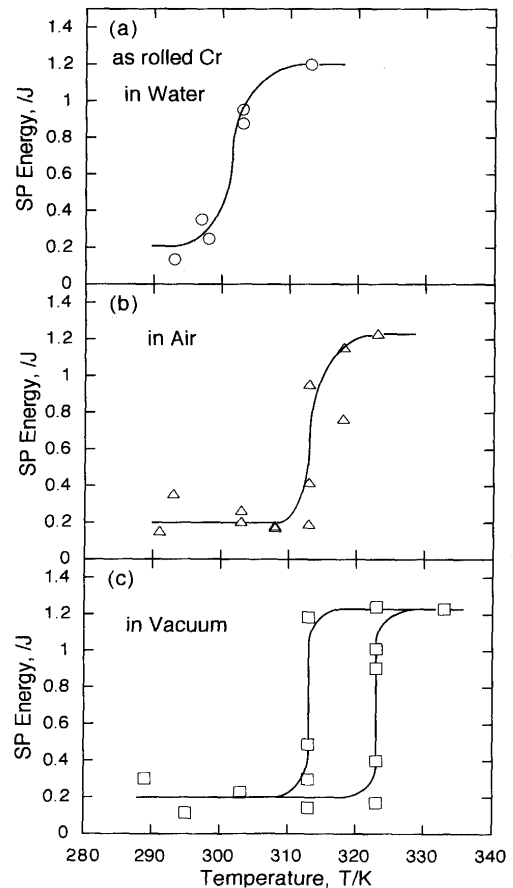 (a)
as rolled Cr
in Water
SP Energy, /J
1.4
1.2
1
0.8
0.6
0.4
0.2
0
(b)
in Air
SP Energy, /J
1.4
1.2
1
0.8
0.6
0.4
0.2
0
(c)
in Vacuum
SP Energy, /J
1.4
1.2
1
0.8
0.6
0.4
0.2
0
280 290 300 310 320 330 340
Temperature, T/K